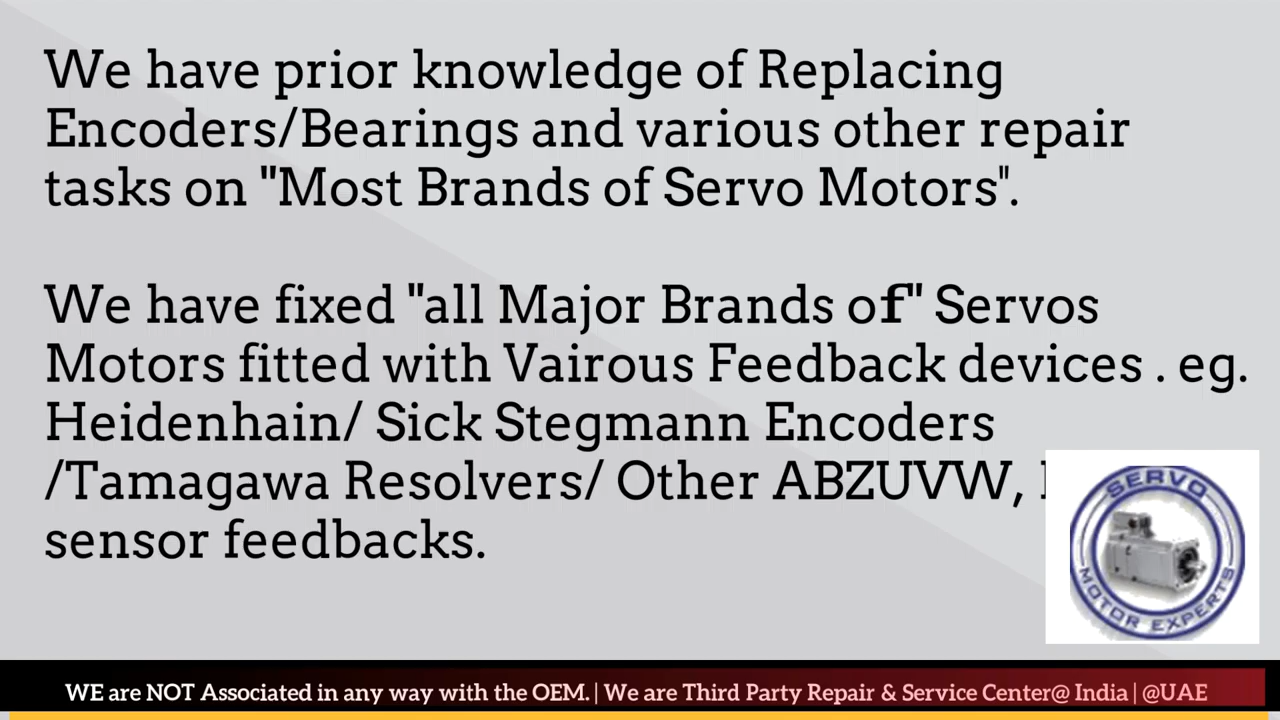 We have prior knowledge of Replacing
Encoders/Bearings and various other repair
tasks on "Most Brands of Servo Motors".
We have fixed "all Major Brands of" Servos
Motors fitted with Vairous Feedback devices . eg.
Heidenhain/ Sick Stegmann Encoders
/Tamagawa Resolvers/ Other ABZUVW,
sensor feedbacks.
SERVO
MOTOR EXPERTS
WE are NOT Associated in any way with the OEM. | We are Third Party Repair & Service Center@ India | @UAE